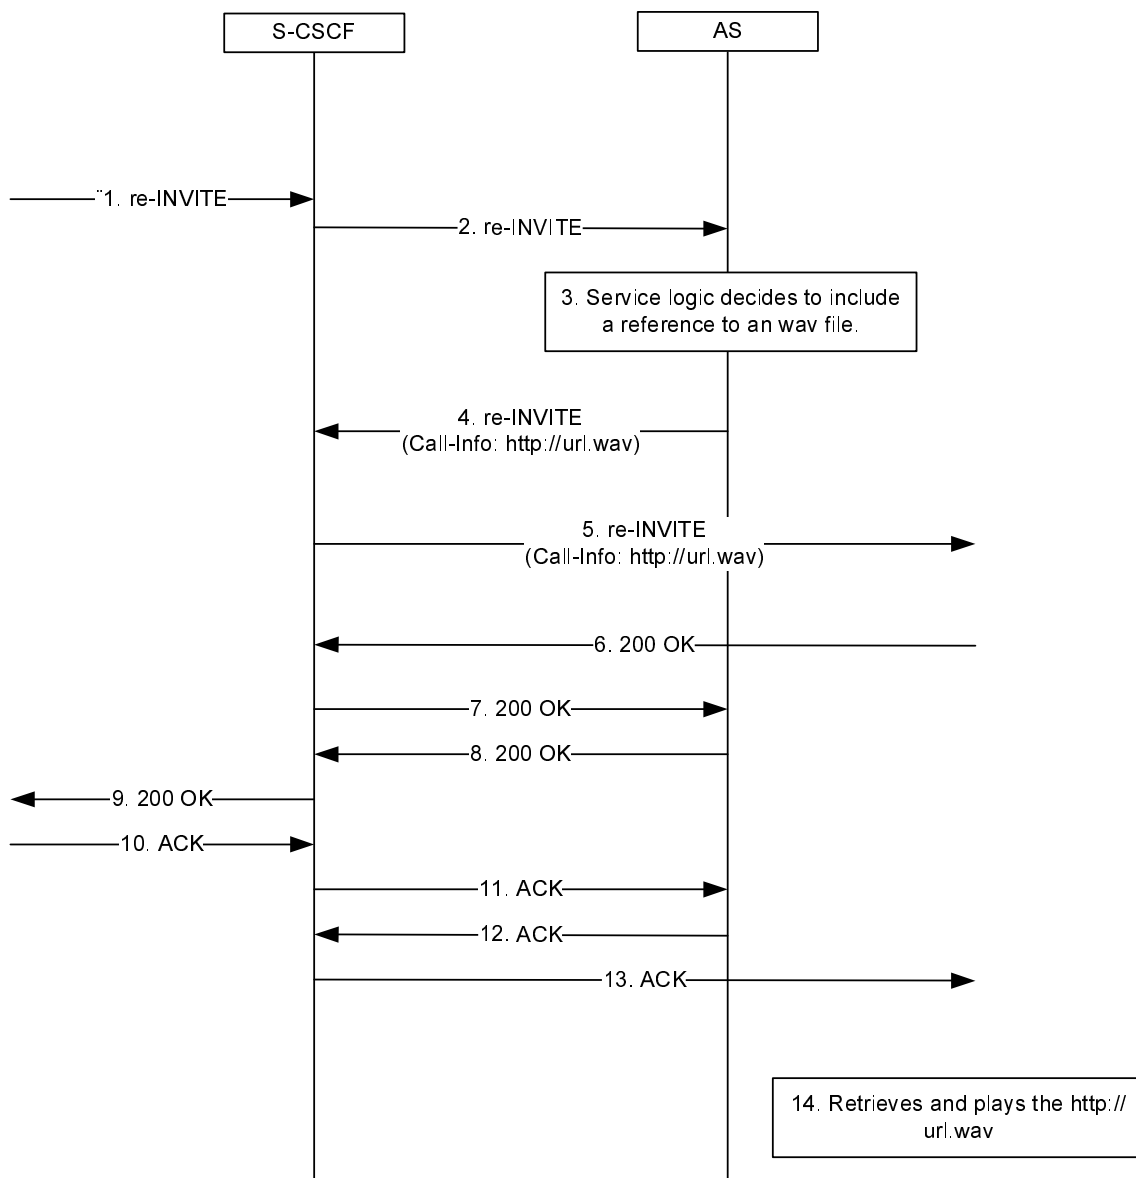 S-CSCF
AS
¨1. re-INVITE
2. re-INVITE
3. Service logic decides to include
a reference to an wav file.
4. re-INVITE
(Call-Info: http://url.wav)
5. re-INVITE
(Call-Info: http://url.wav)
6. 200 OK
7. 200 OK
8. 200 OK
9. 200 OK
10. ACK
11. ACK
12. ACK
13. ACK
14. Retrieves and plays the http://
url.wav